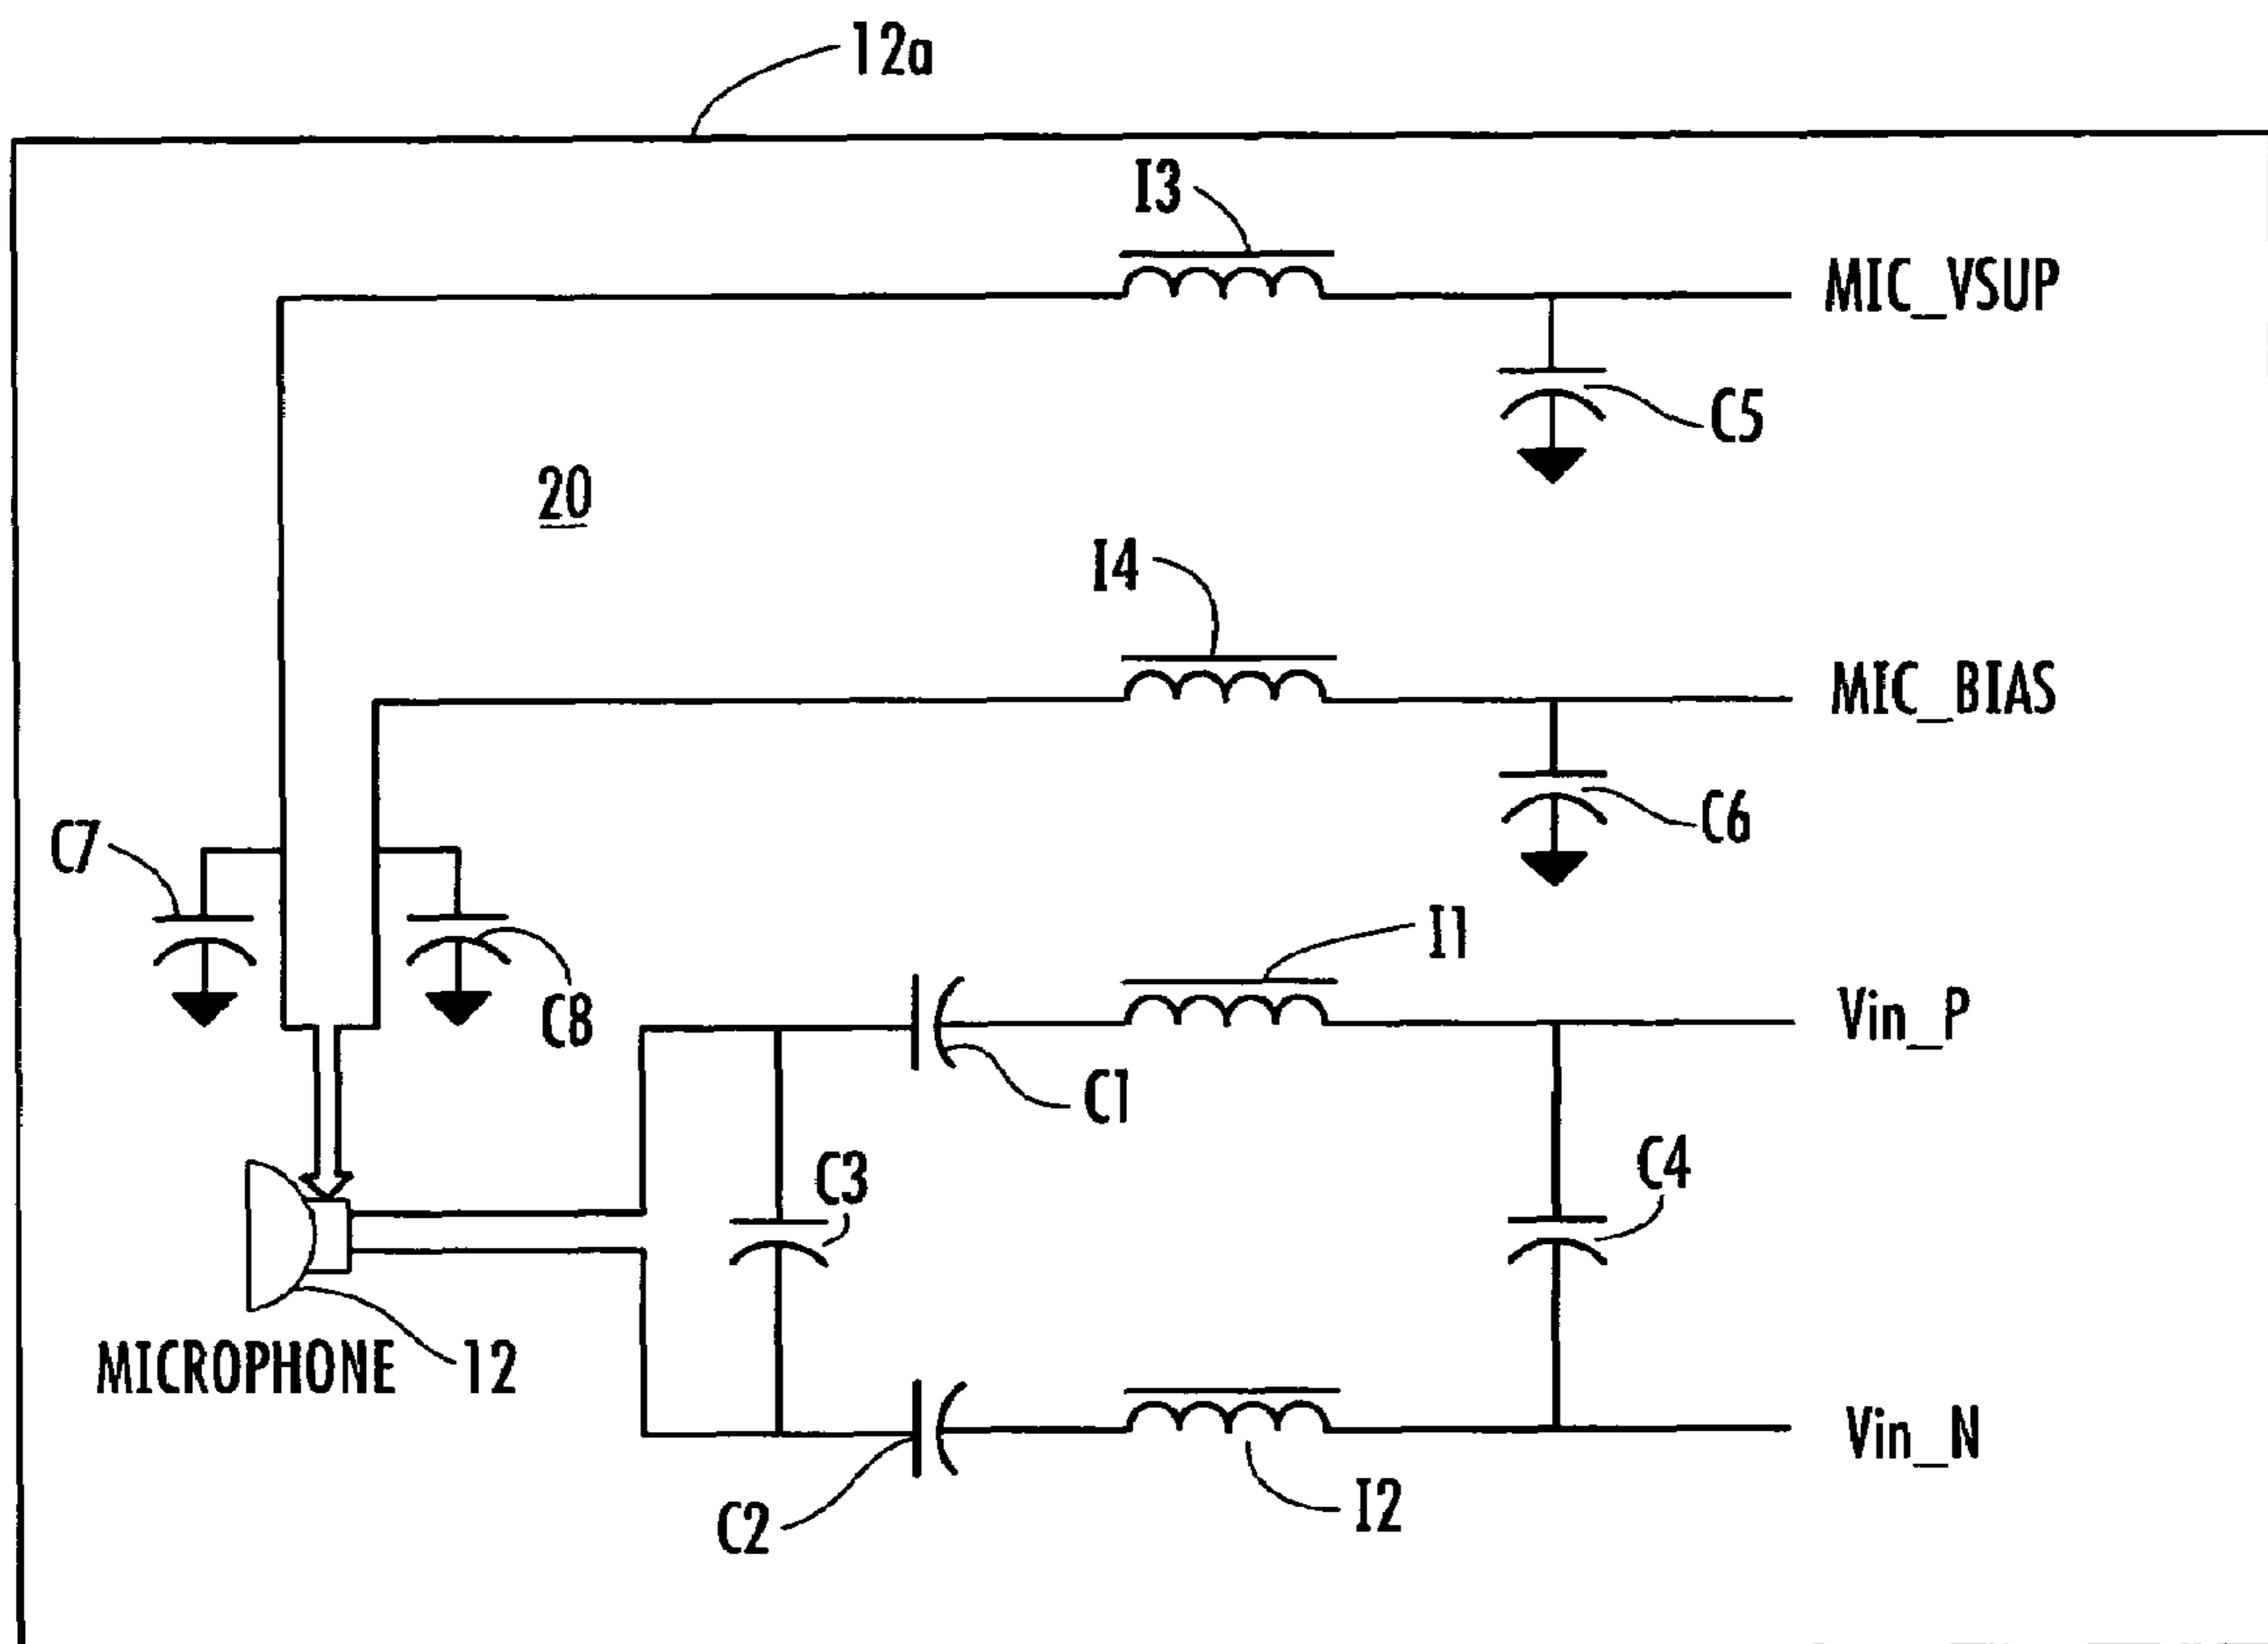 12a
I3
MIC_VSUP
C5
20
I4
MIC_BIAS
C6
C7
C8
I1
Vin_P
C1
C3
C4
MICROPHONE 12
Vin_N
C2
I2